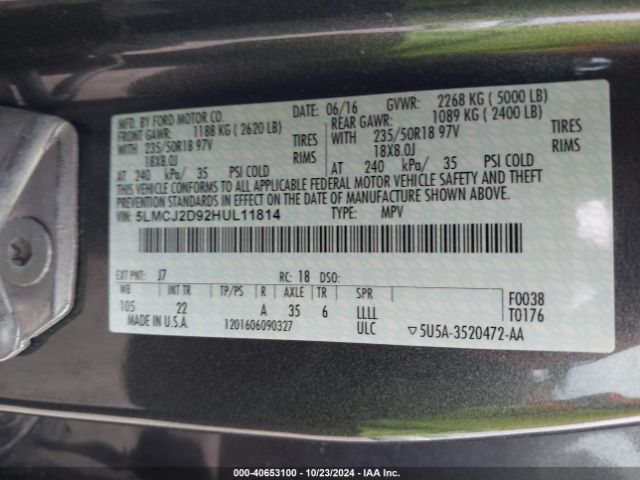 MFD. BY FORD MOTOR CO. DATE: 06/16 GVWR: 2268 KG ( 5000 LB)
FRONT GAWR: 1188 KG ( 2620 LB) REAR GAWR: 1089 KG ( 2400 LB)
WITH 235/50R18 97V TIRES WITH 235/50R18 97V TIRES
18X8.0J RIMS 18X8.0J RIMS
AT 240 kPa/ 35 PSI COLD AT 240 kPa/ 35 PSI COLD
THIS VEHICLE CONFORMS TO ALL APPLICABLE FEDERAL MOTOR VEHICLE SAFETY AND THEFT
PREVENTION STANDARDS IN EFFECT ON THE DATE OF MANUFACTURE SHOWN ABOVE.
VIN: 5LMCJ2D92HUL11814 TYPE: MPV
EXT PNT: J7 RC: 18 DSO:
WB INT TR TP/PS R AXLE TR SPR F0038
105 22 A 35 6 LLLL T0176
MADE IN U.S.A. 1201606090327 ULC ▽5U5A-3520472-AA
000-40653100 - 10/23/2024 - IAA Inc.